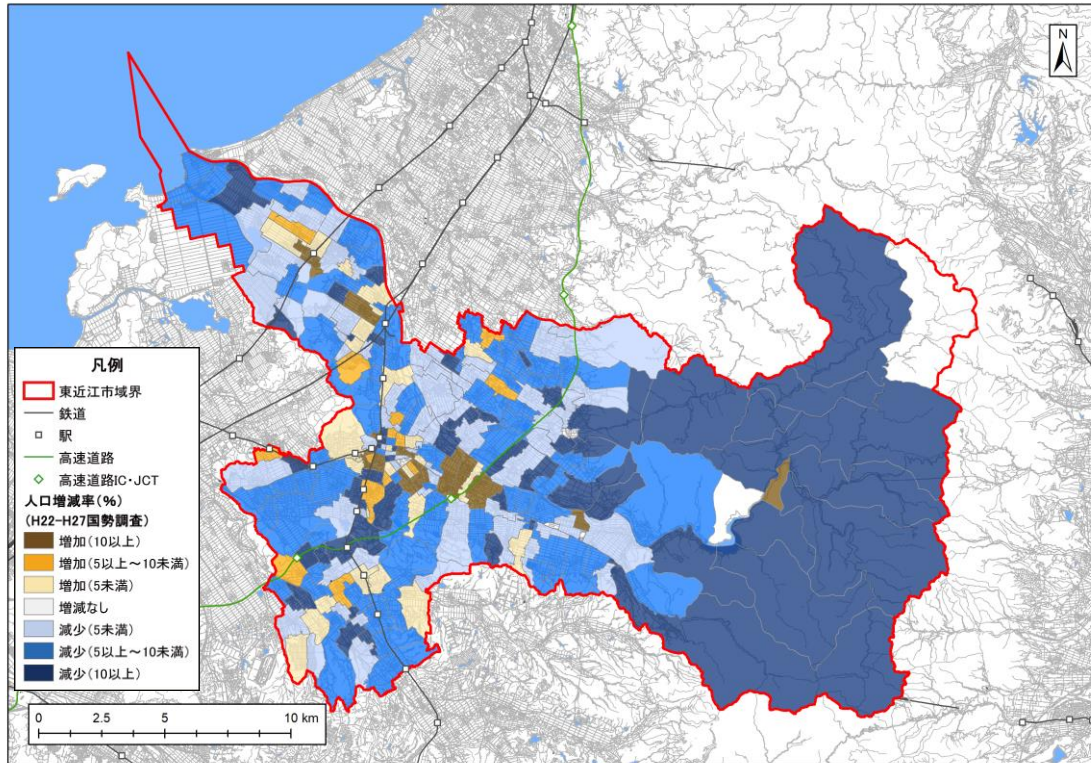 N
凡例
東近江市域界
鉄道
駅
高速道路
高速道路IC・JCT
人口増減率(%)
(H22-H27国勢調査)
増加(10以上)
増加(5以上～10未満)
増加(5未満)
増減なし
減少(5未満)
減少(5以上～10未満)
減少(10以上)
0 2.5 5 10 km